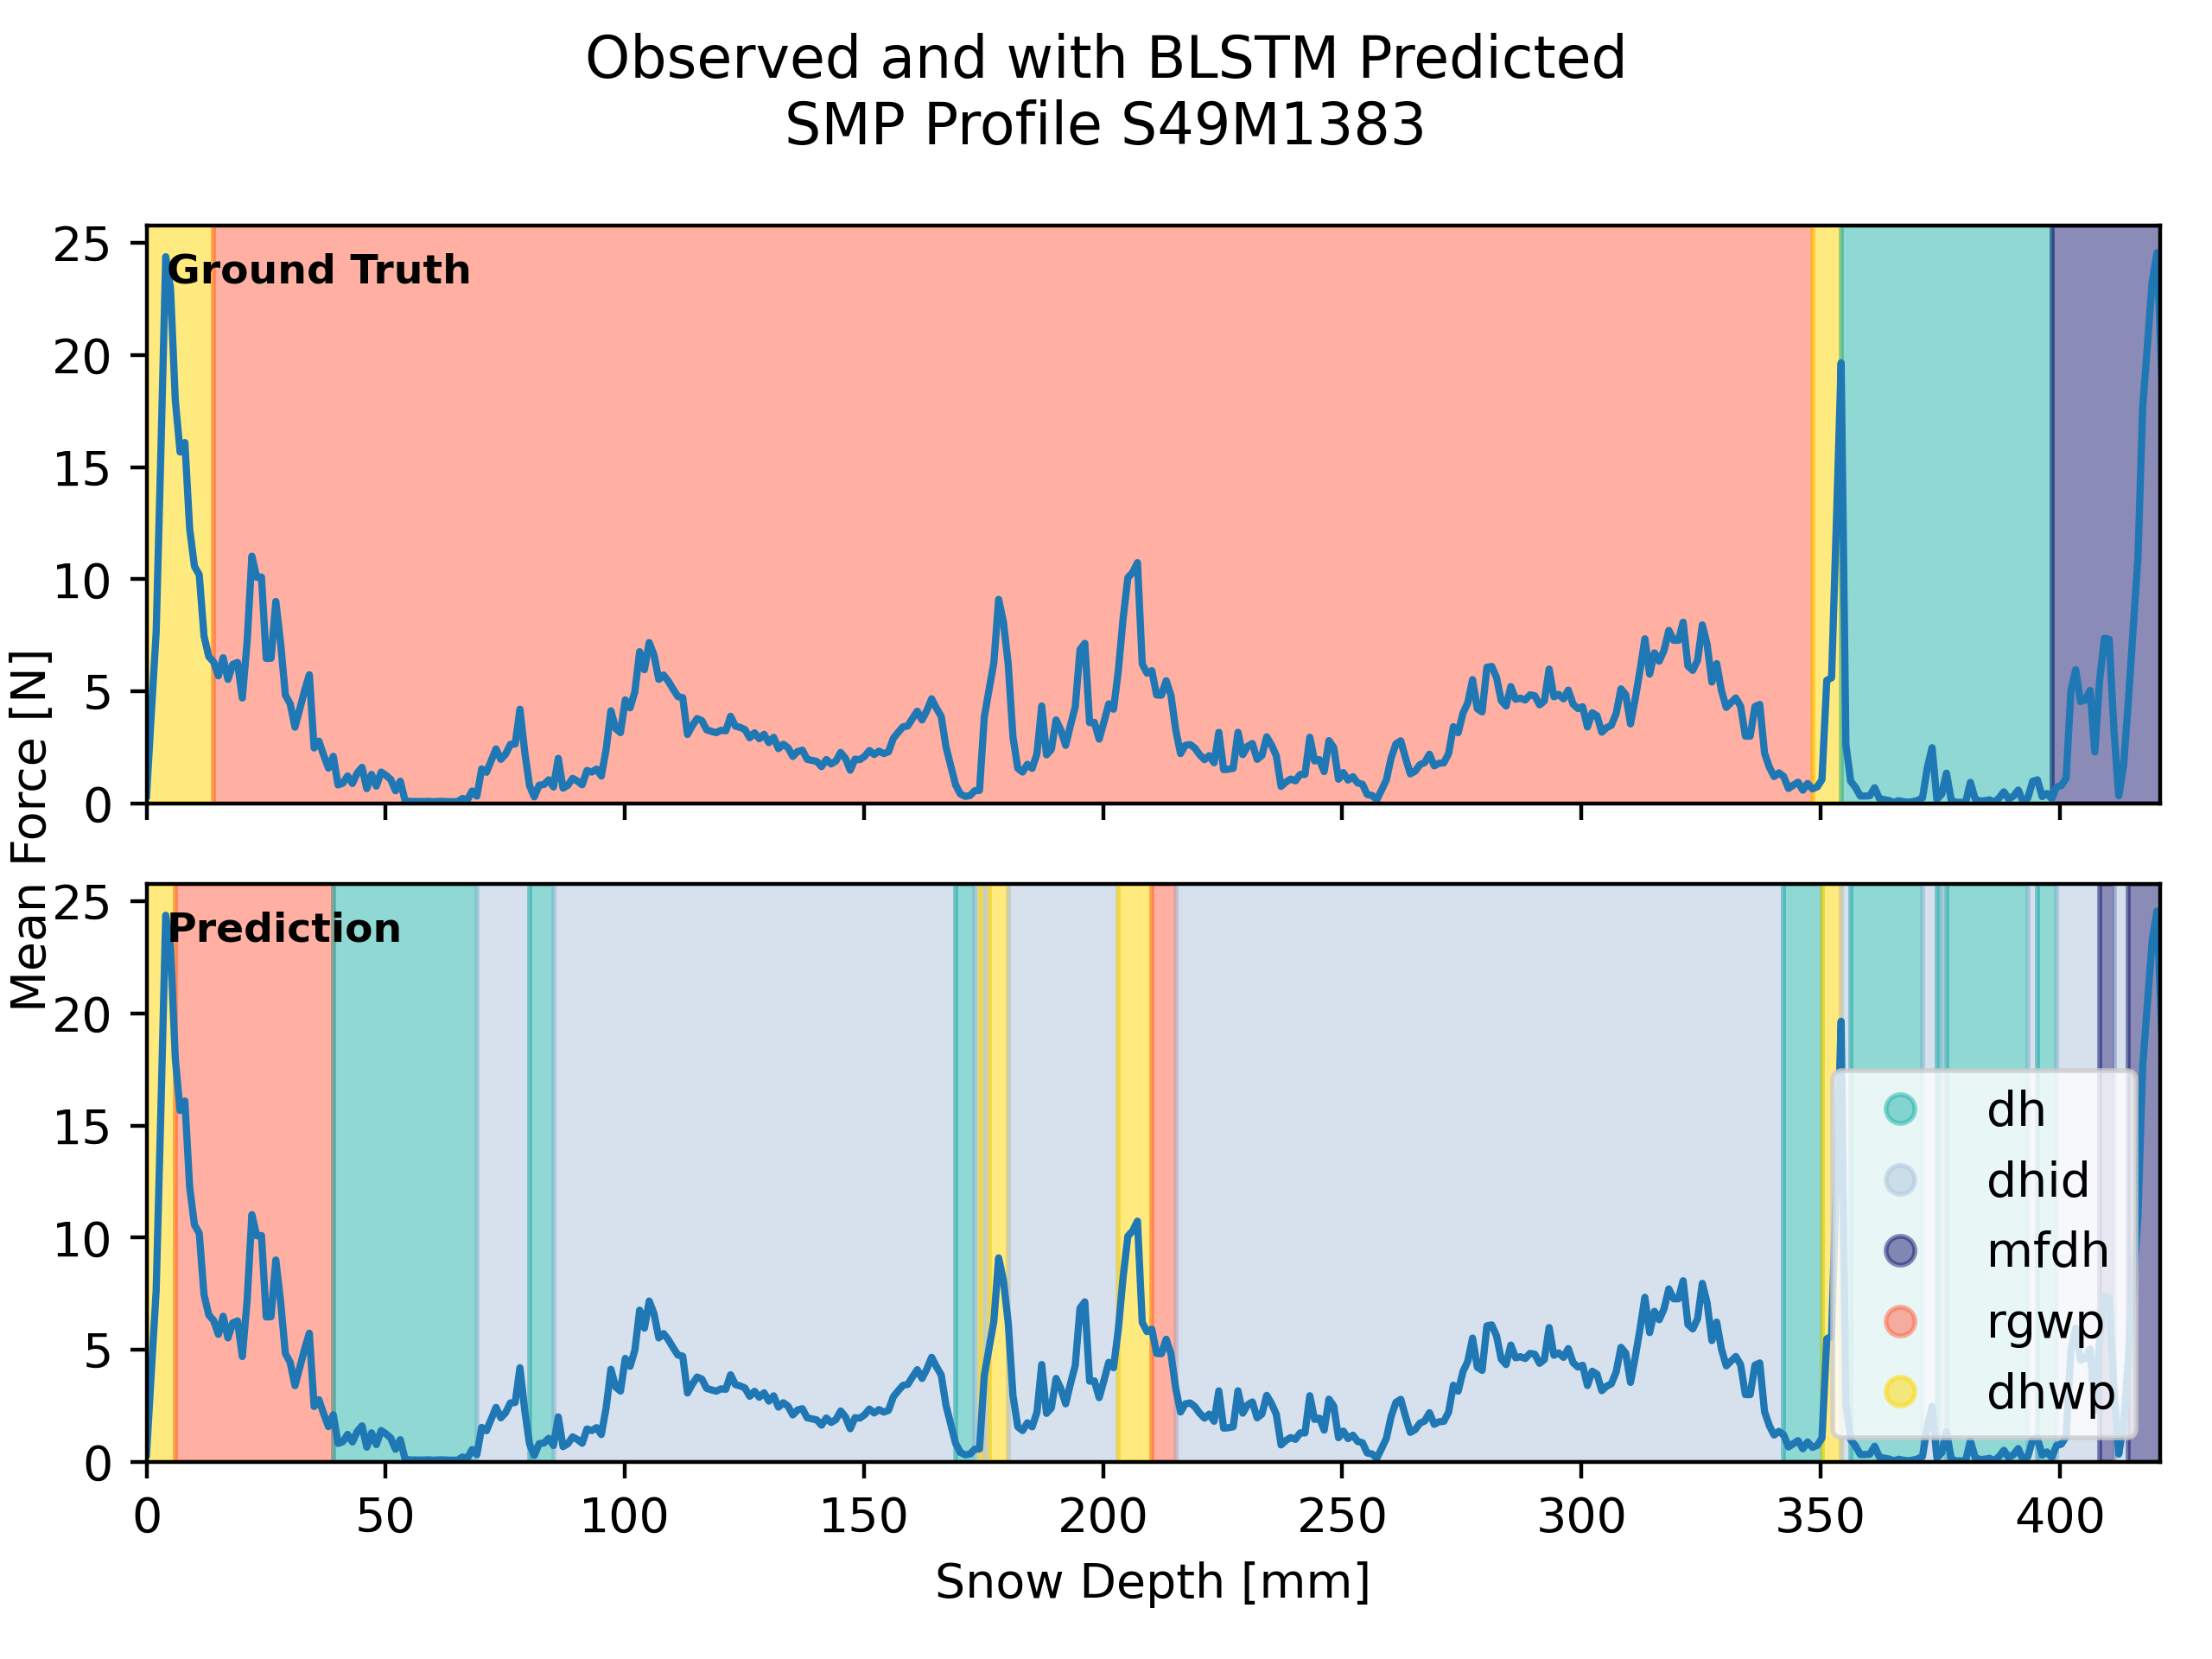 Observed and with BLSTM Predicted
SMP Profile S49M1383
Mean Force [N]
25
20
15
10
5
0
Ground Truth
25
20
15
10
5
0
Prediction
dh
dhid
mfdh
rgwp
dhwp
0 50 100 150 200 250 300 350 400
Snow Depth [mm]